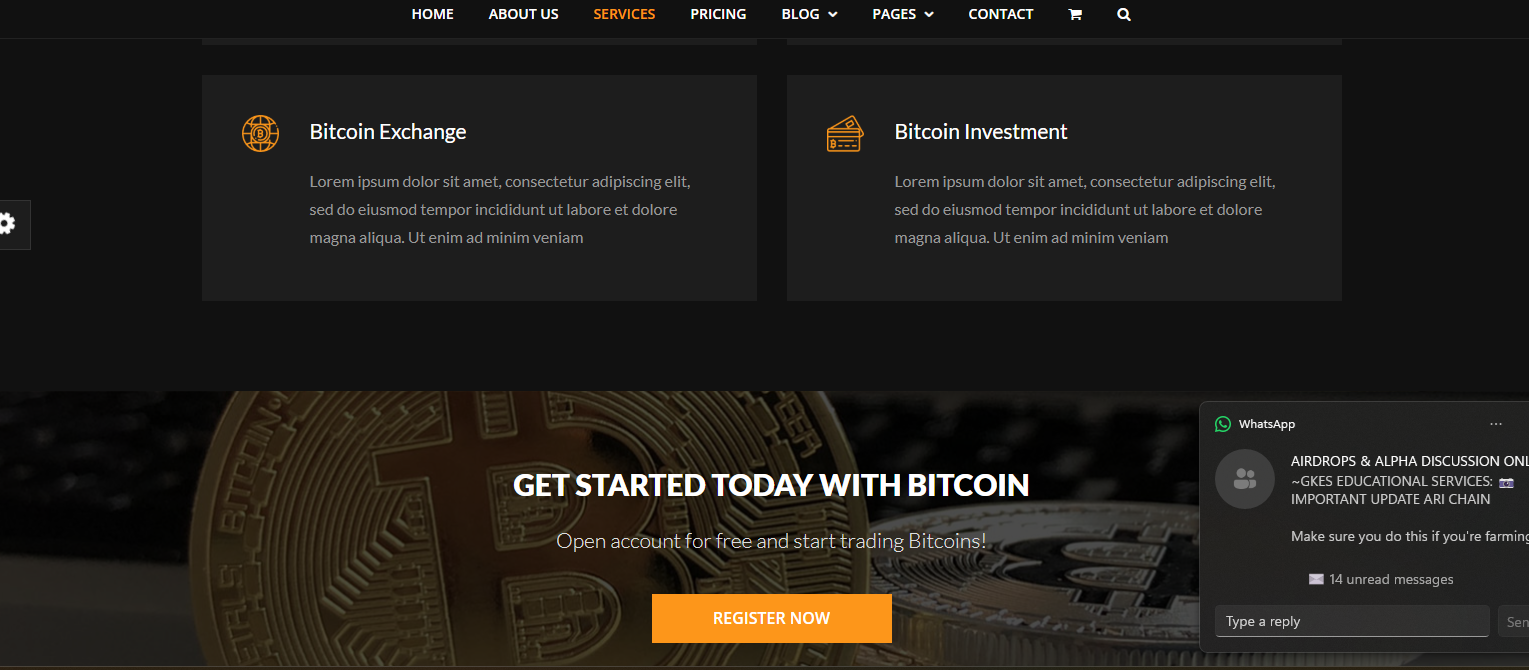 HOME ABOUT US SERVICES PRICING BLOG PAGES CONTACT
Bitcoin Exchange
Lorem ipsum dolor sit amet, consectetur adipiscing elit,
sed do eiusmod tempor incididunt ut labore et dolore
magna aliqua. Ut enim ad minim veniam
Bitcoin Investment
Lorem ipsum dolor sit amet, consectetur adipiscing elit,
sed do eiusmod tempor incididunt ut labore et dolore
magna aliqua. Ut enim ad minim veniam
GET STARTED TODAY WITH BITCOIN
Open account for free and start trading Bitcoins!
REGISTER NOW
WhatsApp
AIRDROPS & ALPHA DISCUSSION
~GKES EDUCATIONAL SERVICES: 📷
IMPORTANT UPDATE ARI CHAIN
Make sure you do this if you're farming
14 unread messages
Type a reply